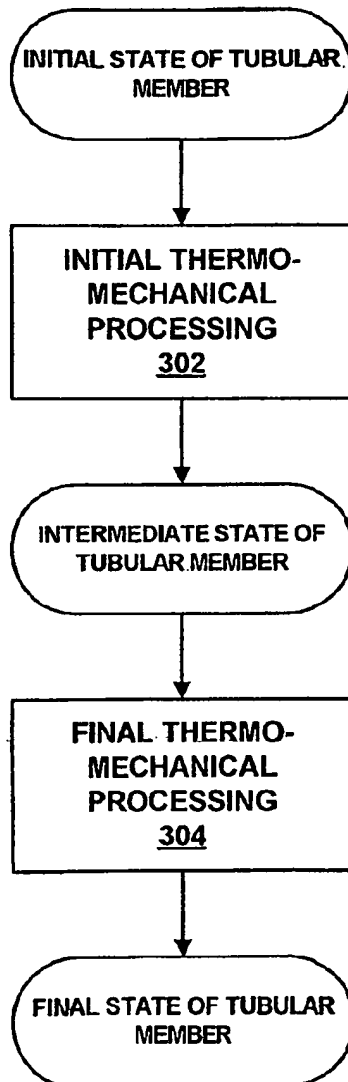 INITIAL STATE OF TUBULAR
MEMBER
INITIAL THERMO-
MECHANICAL
PROCESSING
302
INTERMEDIATE STATE OF
TUBULAR MEMBER
FINAL THERMO-
MECHANICAL
PROCESSING
304
FINAL STATE OF TUBULAR
MEMBER